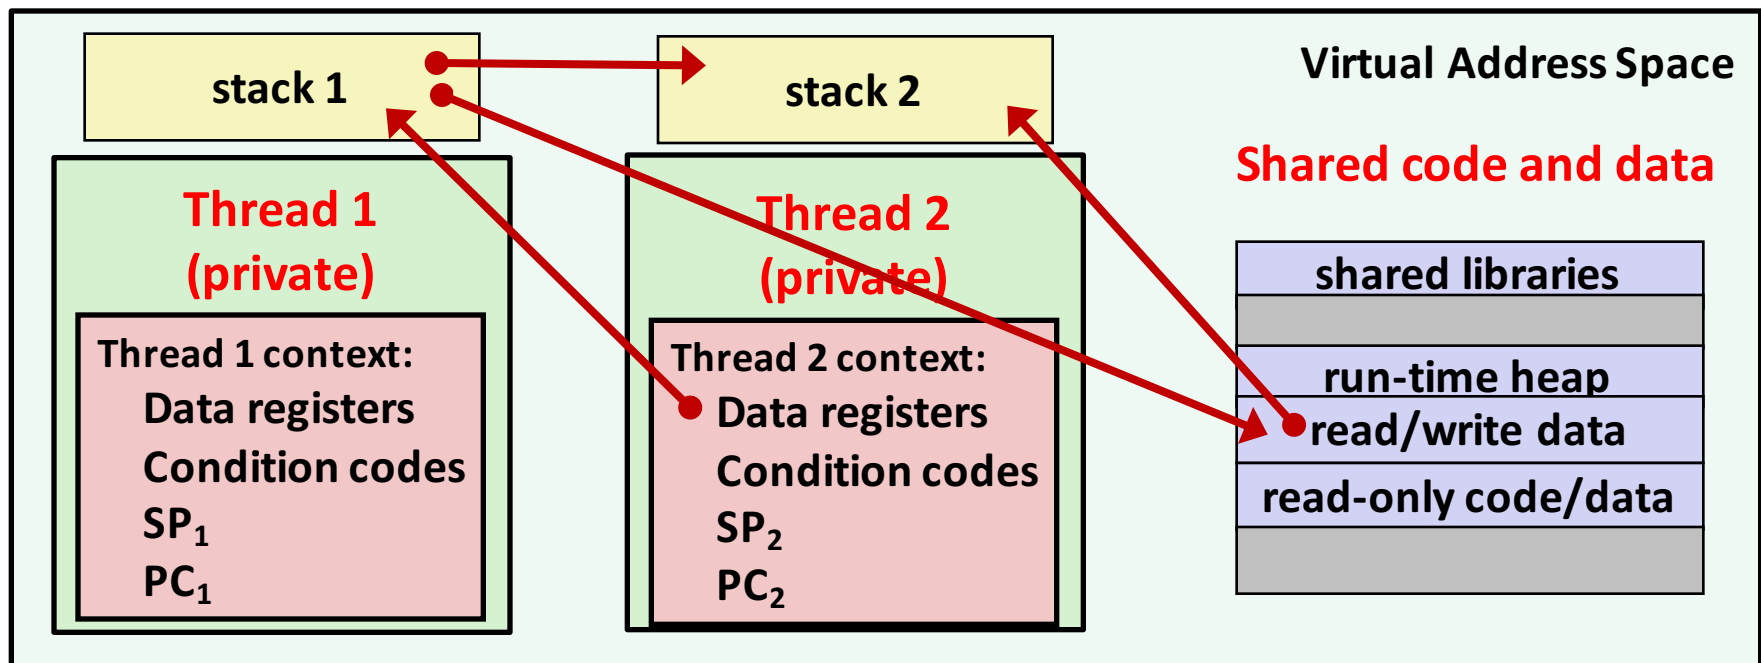 stack 1
stack 2
Virtual Address Space
Shared code and data
Thread 1
(private)
Thread 1 context:
Data registers
Condition codes
SP₁
PC₁
Thread 2
(private)
Thread 2 context:
Data registers
Condition codes
SP₂
PC₂
shared libraries
run-time heap
read/write data
read-only code/data